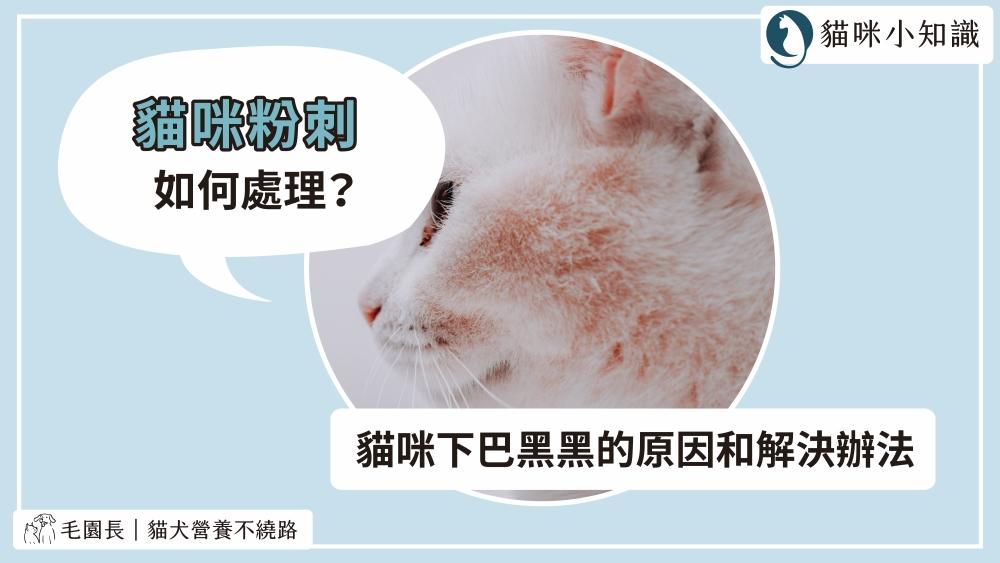 貓咪小知識
貓咪粉刺
如何處理？
貓咪下巴黑黑的原因和解決辦法
毛園長｜貓犬營養不繞路